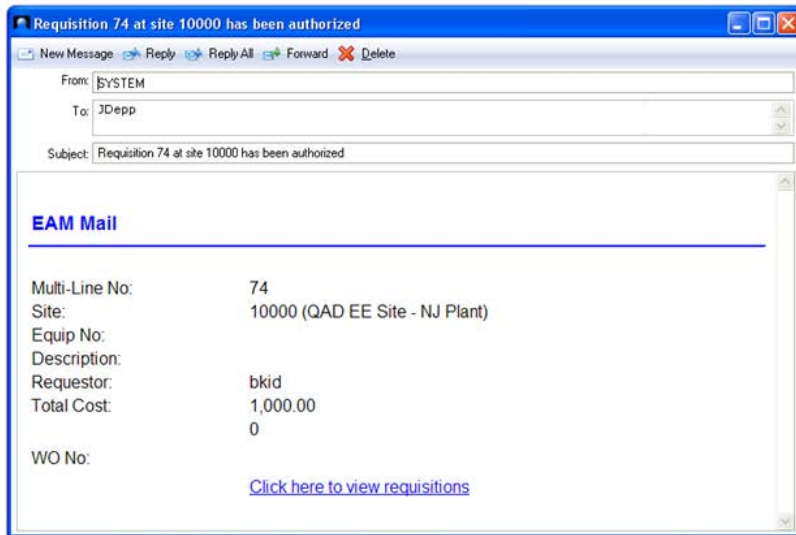 Requisition 74 at site 10000 has been authorized
New Message Reply Reply All Forward Delete
From: SYSTEM
To: JDepp
Subject: Requisition 74 at site 10000 has been authorized
EAM Mail
Multi-Line No: 74
Site: 10000 (QAD EE Site - NJ Plant)
Equip No:
Description:
Requestor: bkid
Total Cost: 1,000.00
0
WO No:
Click here to view requisitions